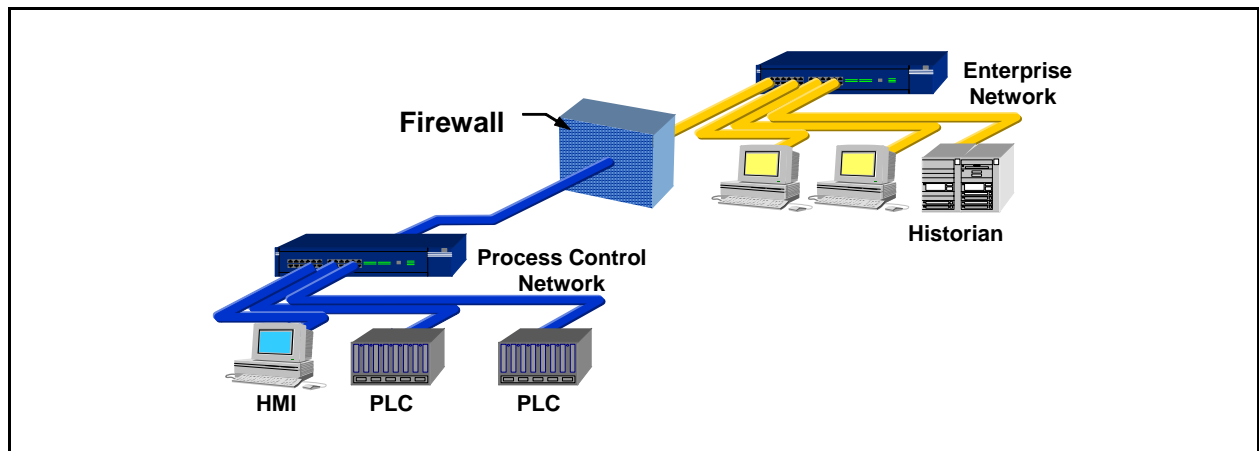 Enterprise
Network
Firewall
Historian
Process Control
Network
HMI
PLC
PLC